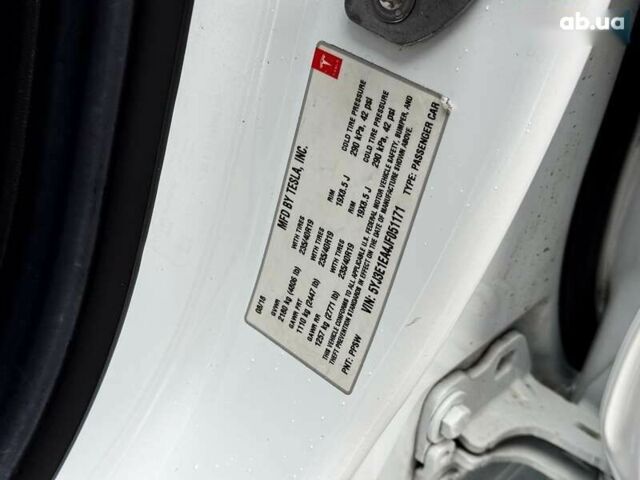 ab.ua
TESLA
MFD BY TESLA, INC.
08/18
GVWR
2180 kg (4806 lb)
GAWR FRT WITH TIRES RIM COLD TIRE PRESSURE
1110 kg (2447 lb) 235/40R19 19X8.5 J 290 kPa, 42 psi
GAWR RR WITH TIRES RIM COLD TIRE PRESSURE
1257 kg (2771 lb) 235/40R19 19X8.5 J 290 kPa, 42 psi
THIS VEHICLE CONFORMS TO ALL APPLICABLE U.S. FEDERAL MOTOR VEHICLE SAFETY, BUMPER, AND
THEFT PREVENTION STANDARDS IN EFFECT ON THE DATE OF MANUFACTURE SHOWN ABOVE.
VIN: 5YJ3E1EA4JF051171 TYPE: PASSENGER CAR
PNT: PPSW